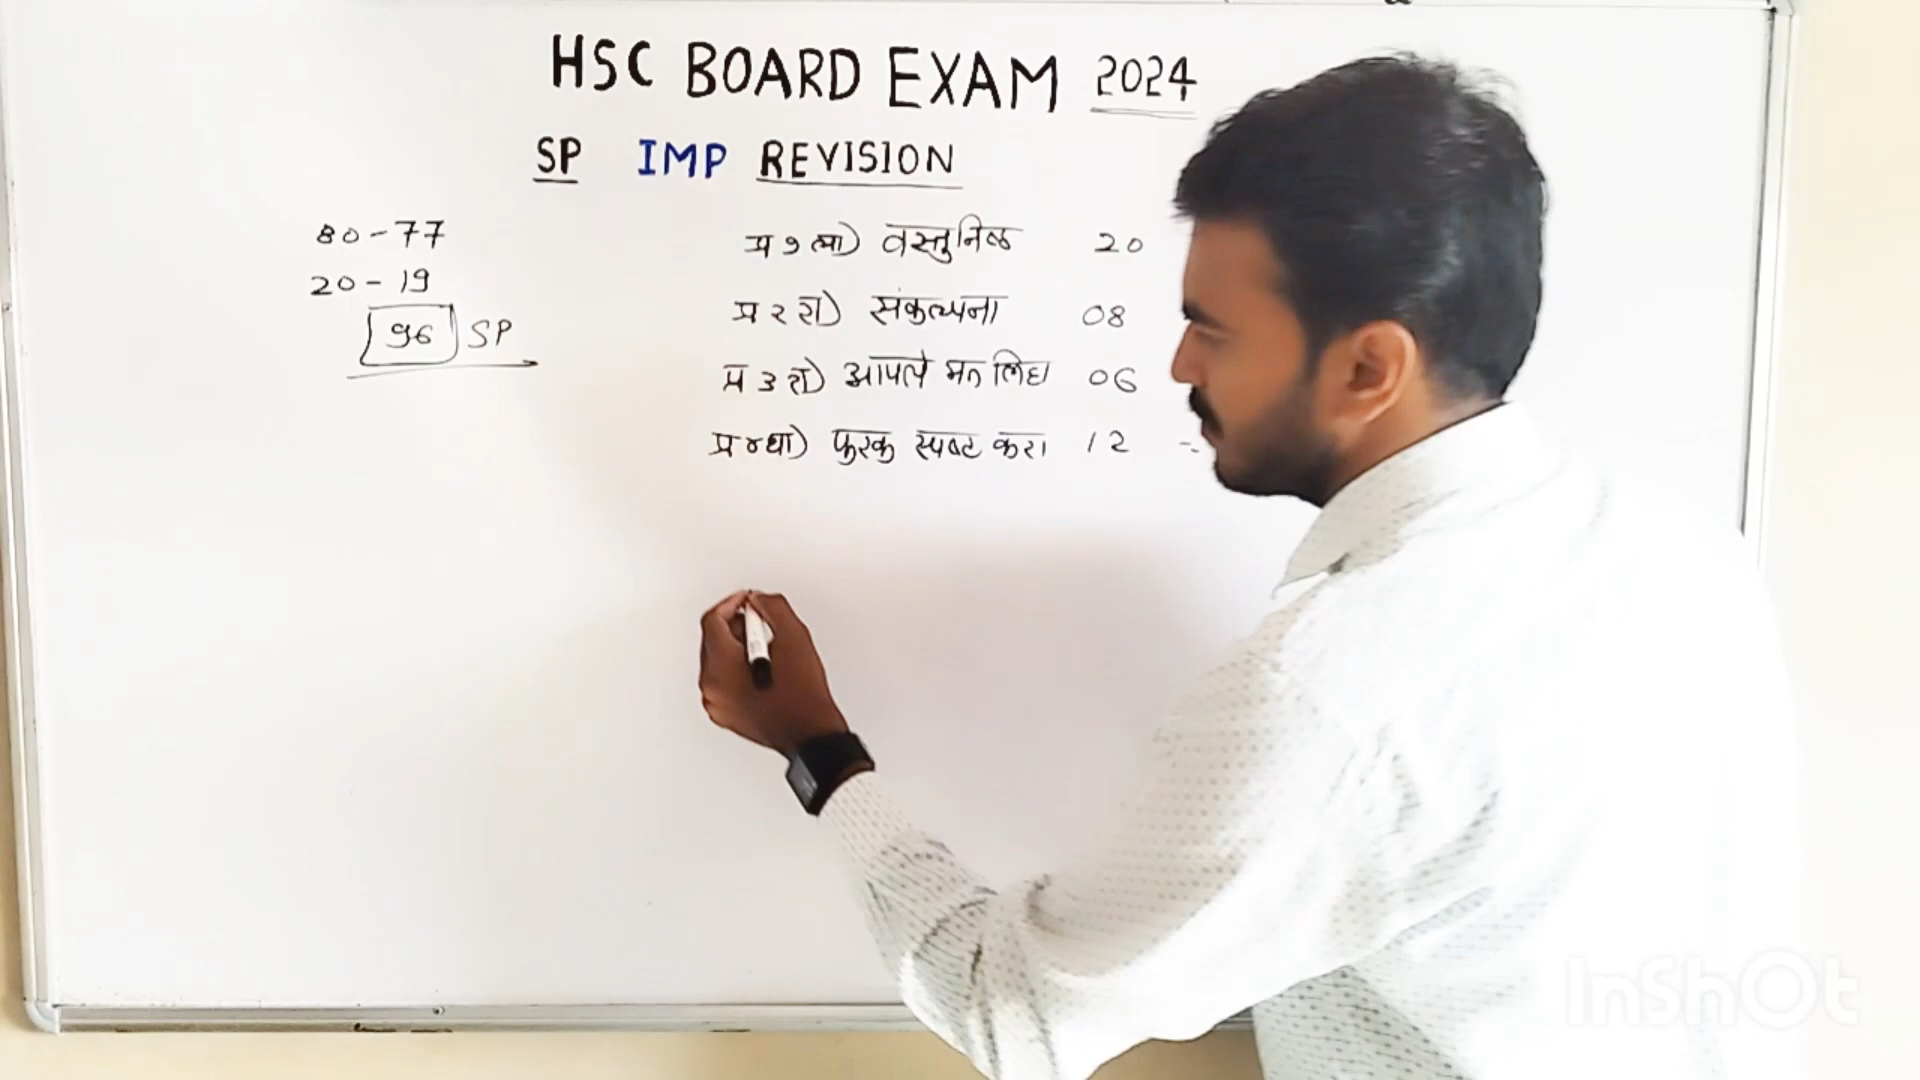 HSC BOARD EXAM 2024
SP IMP REVISION
80-77
20-19
96 SP
प्र १ ला) वस्तुनिष्ठ 20
प्र २ रा) संकल्पना 08
प्र ३ रा) आपले मत लिहा 06
प्र ४ था) फरक स्पष्ट करा 12
InShOt